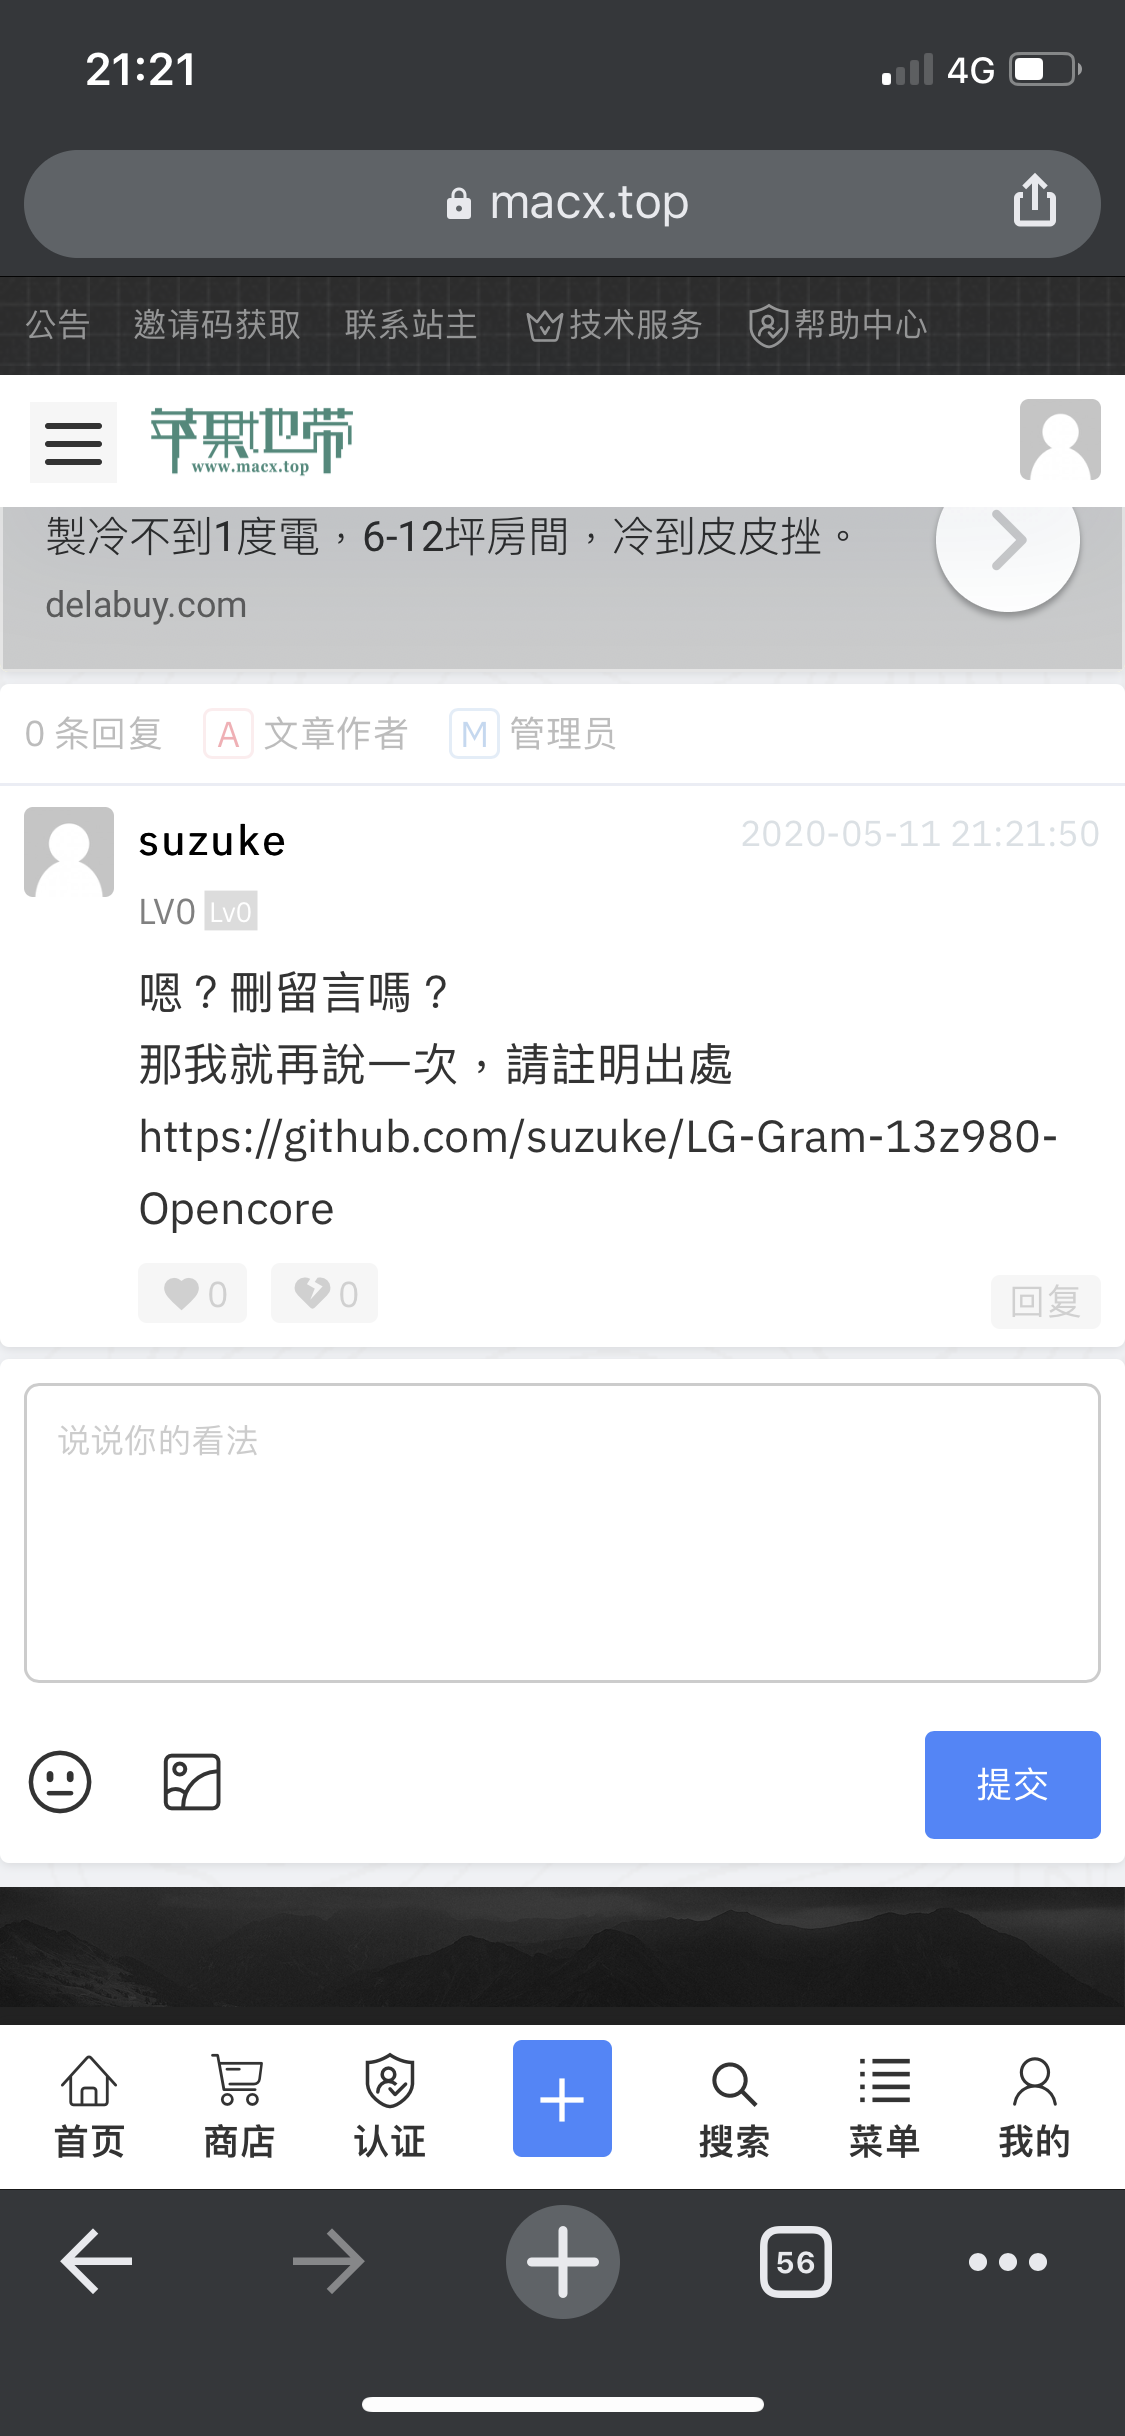 21:21
4G
macx.top
公告 邀请码获取 联系站主 技术服务 帮助中心
苹果地带
www.macx.top
製冷不到1度電，6-12坪房間，冷到皮皮挫。
delabuy.com
0 条回复 A 文章作者 M 管理员
suzuke
2020-05-11 21:21:50
LV0 Lv0
嗯？刪留言嗎？
那我就再說一次，請註明出處
https://github.com/suzuke/LG-Gram-13z980-
Opencore
0 0
回复
说说你的看法
提交
首页 商店 认证 搜索 菜单 我的
56